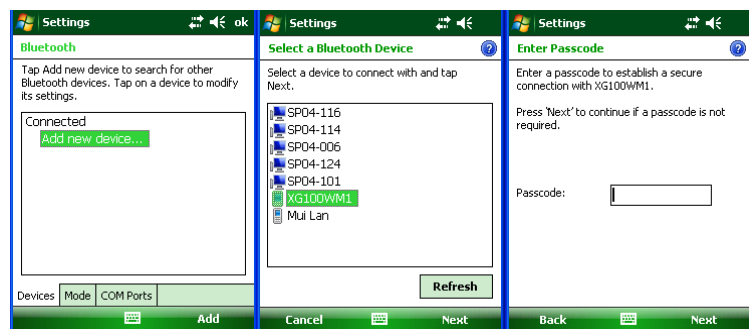 Settings
ok
Bluetooth
Tap Add new device to search for other
Bluetooth devices. Tap on a device to modify
its settings.
Connected
Add new device...
Devices
Mode
COM Ports
Add
Settings
Select a Bluetooth Device
?
Select a device to connect with and tap
Next.
SP04-116
SP04-114
SP04-006
SP04-124
SP04-101
XG100WM1
Mui Lan
Refresh
Cancel
Next
Settings
Enter Passcode
?
Enter a passcode to establish a secure
connection with XG100WM1.
Press 'Next' to continue if a passcode is not
required.
Passcode:
Back
Next